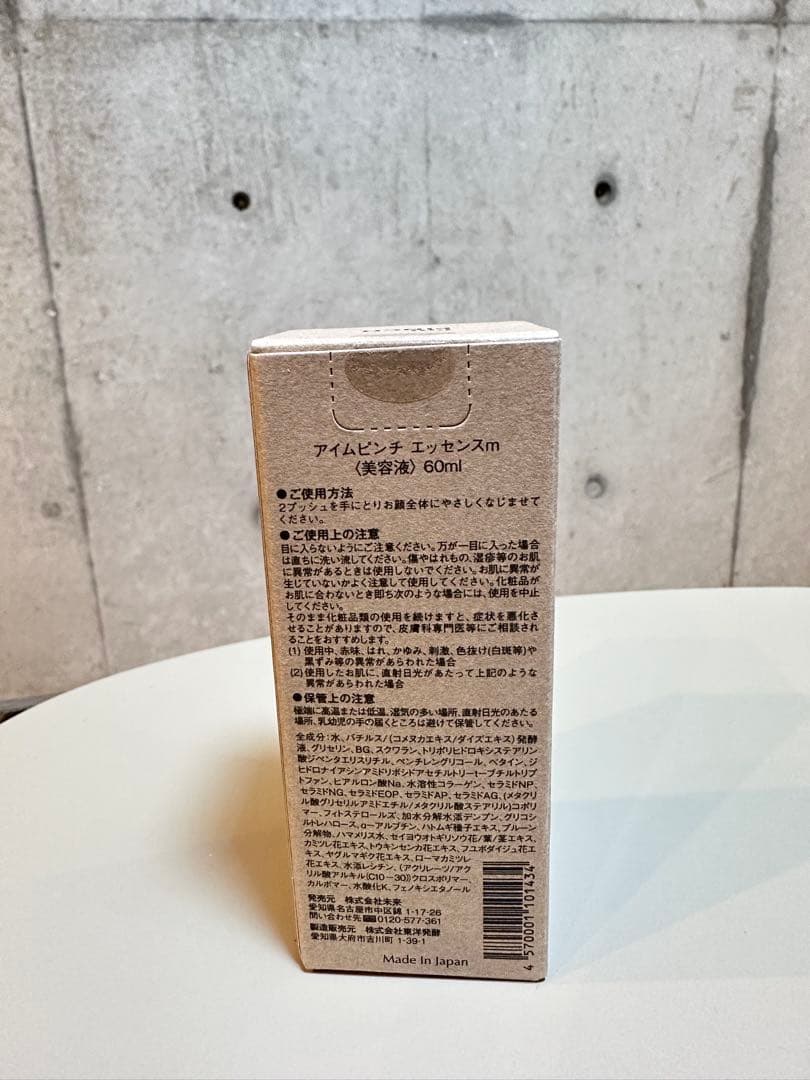 アイムピンチ エッセンスm
〈美容液〉60ml
●ご使用方法
2プッシュを手にとりお顔全体にやさしくなじませて
ください。
●ご使用上の注意
目に入らないようにご注意ください。万が一目に入った場合
は直ちに洗い流してください。傷やはれもの、湿疹等のお肌
に異常があるときは使用しないでください。お肌に異常が
生じていないかよく注意して使用してください。化粧品が
お肌に合わないとき即ち次のような場合には、使用を中止
してください。
そのまま化粧品類の使用を続けますと、症状を悪化さ
せることがありますので、皮膚科専門医等にご相談され
ることをおすすめします。
(1) 使用中、赤味、はれ、かゆみ、刺激、色抜け(白斑等)や
黒ずみ等の異常があらわれた場合
(2) 使用したお肌に、直射日光があたって上記のような
異常があらわれた場合
●保管上の注意
極端に高温または低温、湿気の多い場所、直射日光のあたる
場所、乳幼児の手の届くところは避けて保管してください。
全成分:水、バチルス/(コメヌカエキス/ダイズエキス)発酵
液、グリセリン、BG、スクワラン、トリポリヒドロキシステアリン
酸ジペンタエリスリチル、ペンチレングリコール、ベタイン、ジ
ヒドロナイアシンアミドリボシドアセチルトリーtーブチルトリプ
トファン、ヒアルロン酸Na、水溶性コラーゲン、セラミドNP、
セラミドNG、セラミドEOP、セラミドAP、セラミドAG、(メタクリ
ル酸グリセリルアミドエチル/メタクリル酸ステアリル)コポリ
マー、フィトステロールズ、加水分解水添デンプン、グリコシ
ルトレハロース、α-アルブチン、ハトムギ種子エキス、プルーン
分解物、ハマメリス水、セイヨウオトギリソウ花/葉/茎エキス、
カミツレ花エキス、トウキンセンカ花エキス、フユボダイジュ花エ
キス、ヤグルマギク花エキス、ローマカミツレ
花エキス、水添レシチン、(アクリレーツ/アク
リル酸アルキル(C10-30))クロスポリマー、
カルボマー、水酸化K、フェノキシエタノール
発売元 株式会社未来
愛知県名古屋市中区錦 1-17-26
問い合わせ先 0120-577-361
製造販売元 株式会社東洋発酵
愛知県大府市吉川町 1-39-1
Made In Japan
4 570001 101434